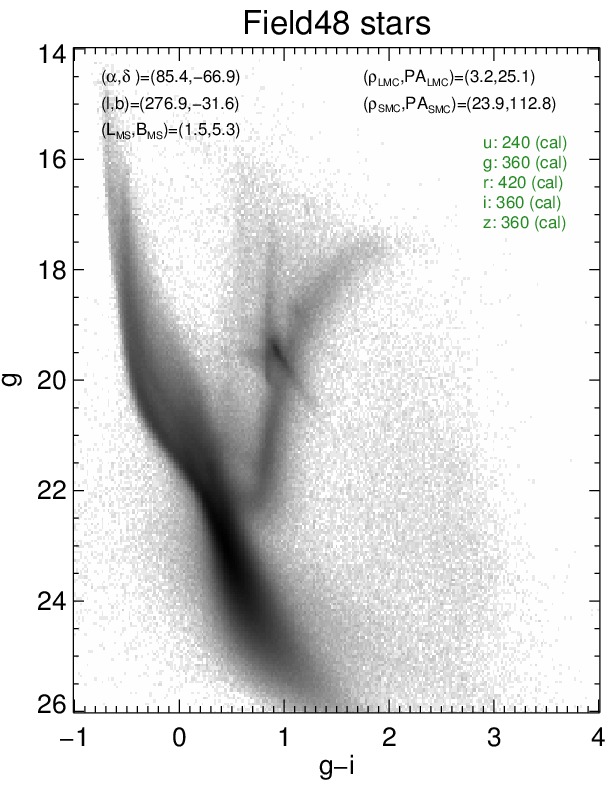 Field48 stars
(α,δ )=(85.4,−66.9)
(l,b)=(276.9,−31.6)
(LMS,BMS)=(1.5,5.3)
(ρLMC,PALMC)=(3.2,25.1)
(ρSMC,PASMC)=(23.9,112.8)
u: 240 (cal)
g: 360 (cal)
r: 420 (cal)
i: 360 (cal)
z: 360 (cal)
14
16
18
20
22
24
26
g
−1 0 1 2 3 4
g−i